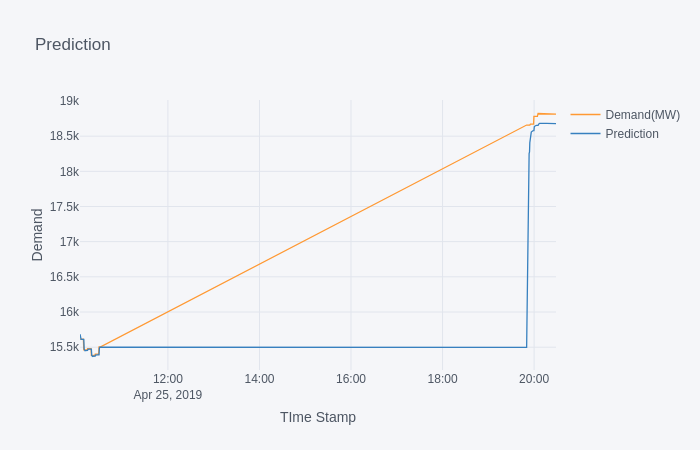 Prediction
19k
18.5k
18k
17.5k
17k
16.5k
16k
15.5k
Demand
12:00
14:00
16:00
18:00
20:00
Apr 25, 2019
TIme Stamp
Demand(MW)
Prediction